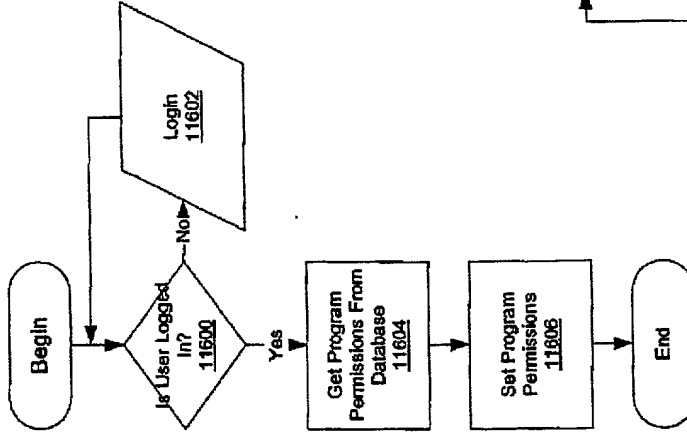 Begin
Is User Logged
In?
11600
No
Login
11602
Yes
Get Program
Permissions From
Database
11604
Set Program
Permissions
11606
End